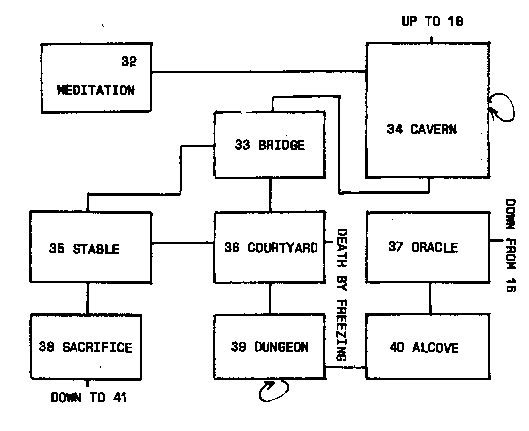 UP TO 18
32
MEDITATION
34 CAVERN
33 BRIDGE
35 STABLE
36 COURTYARD
DEATH BY FREEZING
37 ORACLE
DOWN FROM 16
38 SACRIFICE
39 DUNGEON
40 ALCOVE
DOWN TO 41